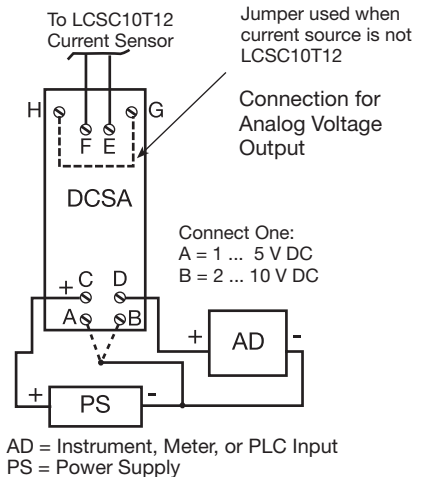 To LCSC10T12
Current Sensor
Jumper used when
current source is not
LCSC10T12
Connection for
Analog Voltage
Output
H
G
F E
DCSA
Connect One:
A = 1 ... 5 V DC
B = 2 ... 10 V DC
+ C D
A B
+ AD -
+ PS -
AD = Instrument, Meter, or PLC Input
PS = Power Supply